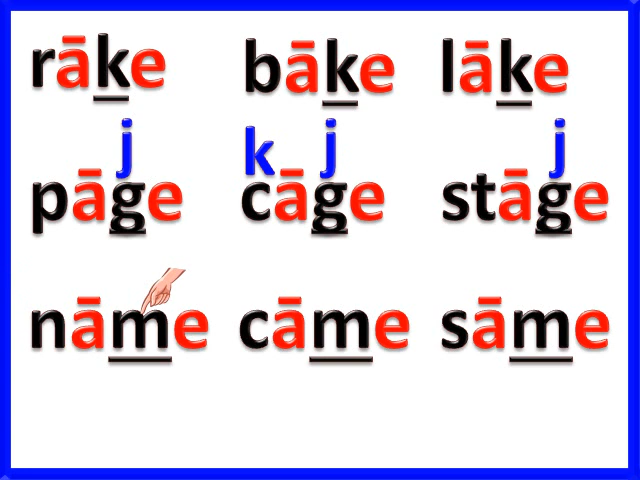 rāke bāke lāke
j k j j
pāge cāge stāge
nāme cāme sāme